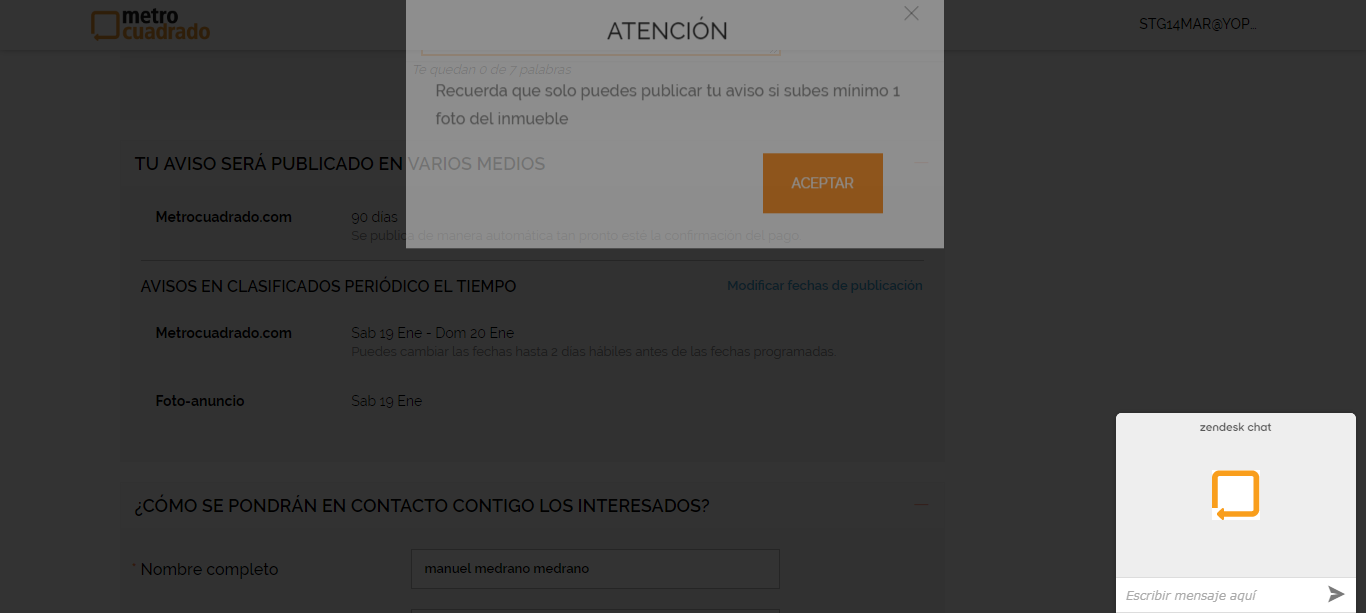 metro
cuadrado
STG14MAR@YOP...
ATENCIÓN
Te quedan 0 de 7 palabras
Recuerda que solo puedes publicar tu aviso si subes mínimo 1
foto del inmueble
TU AVISO SERÁ PUBLICADO EN VARIOS MEDIOS
ACEPTAR
Metrocuadrado.com 90 días
Se publica de manera automática tan pronto esté la confirmación del pago
AVISOS EN CLASIFICADOS PERIÓDICO EL TIEMPO Modificar fechas de publicación
Metrocuadrado.com Sab 19 Ene - Dom 20 Ene
Puedes cambiar las fechas hasta 2 días hábiles antes de las fechas programadas.
Foto-anuncio Sab 19 Ene
zendesk chat
¿CÓMO SE PONDRÁN EN CONTACTO CONTIGO LOS INTERESADOS?
* Nombre completo manuel medrano medrano
Escribir mensaje aquí